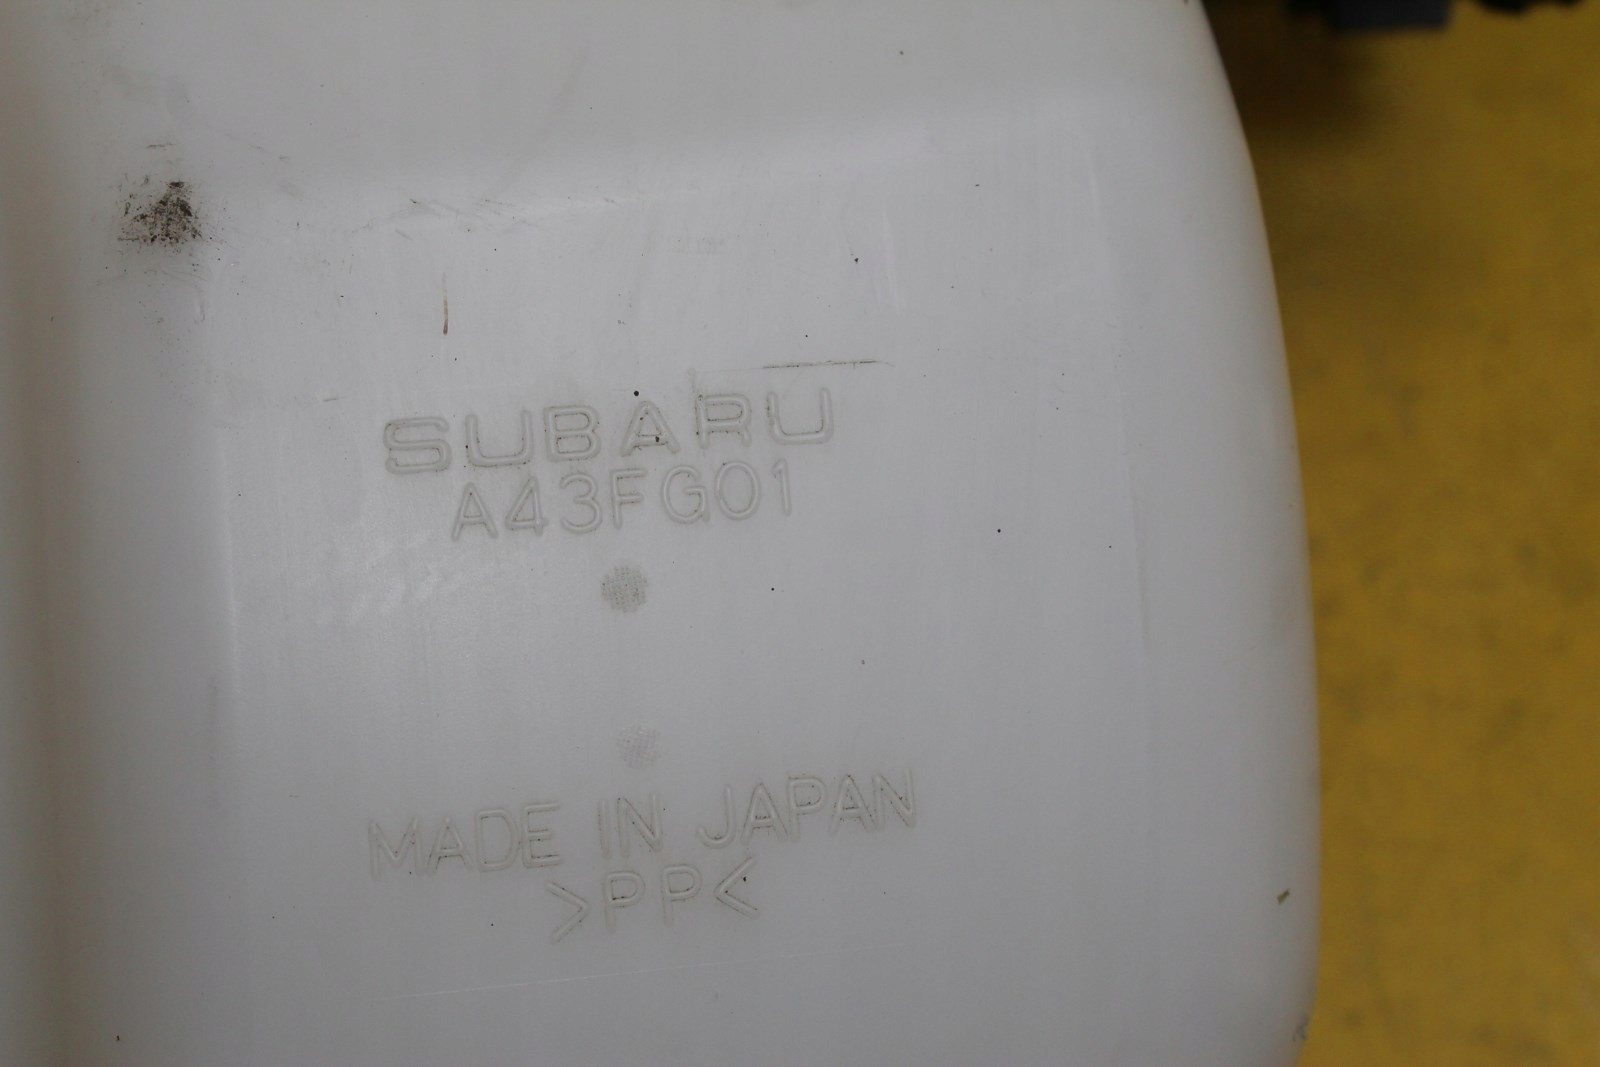 SUBARU
A43FG01
MADE IN JAPAN
>PP<